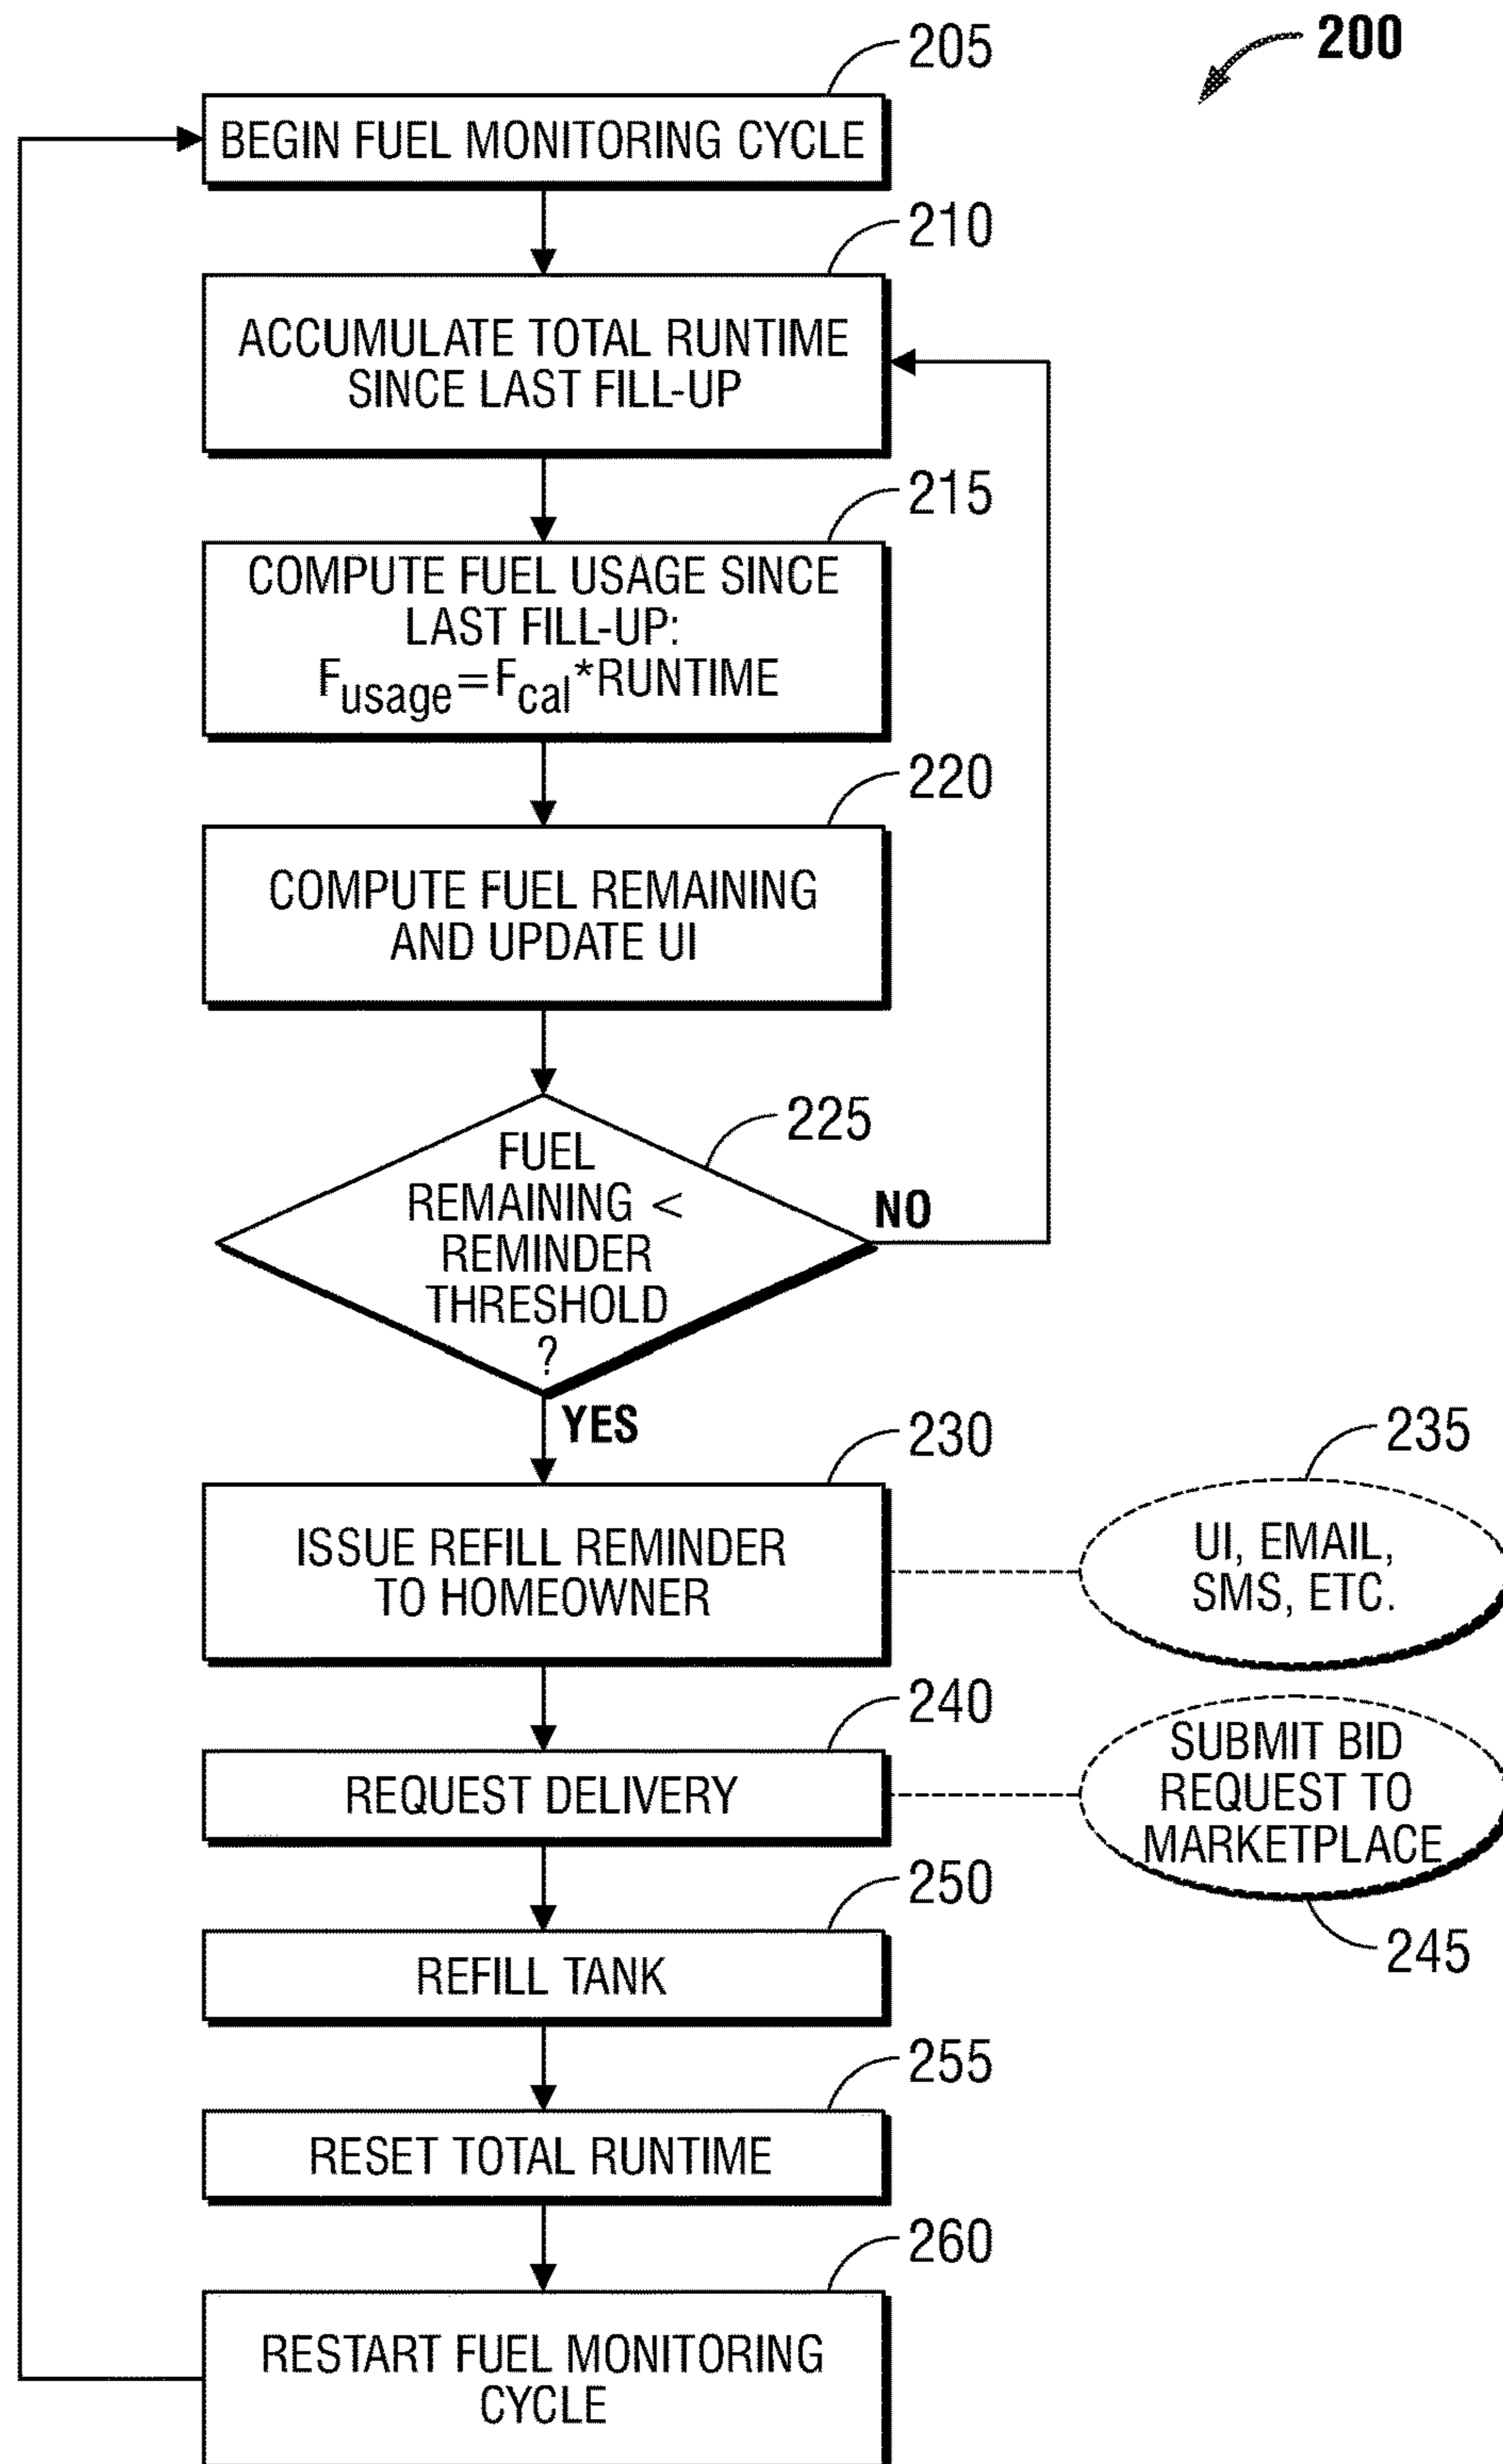 200
205
BEGIN FUEL MONITORING CYCLE
210
ACCUMULATE TOTAL RUNTIME
SINCE LAST FILL-UP
215
COMPUTE FUEL USAGE SINCE
LAST FILL-UP:
Fusage=Fcal*RUNTIME
220
COMPUTE FUEL REMAINING
AND UPDATE UI
225
FUEL
REMAINING <
REMINDER
THRESHOLD
?
NO
YES
230
ISSUE REFILL REMINDER
TO HOMEOWNER
235
UI, EMAIL,
SMS, ETC.
240
REQUEST DELIVERY
SUBMIT BID
REQUEST TO
MARKETPLACE
245
250
REFILL TANK
255
RESET TOTAL RUNTIME
260
RESTART FUEL MONITORING
CYCLE